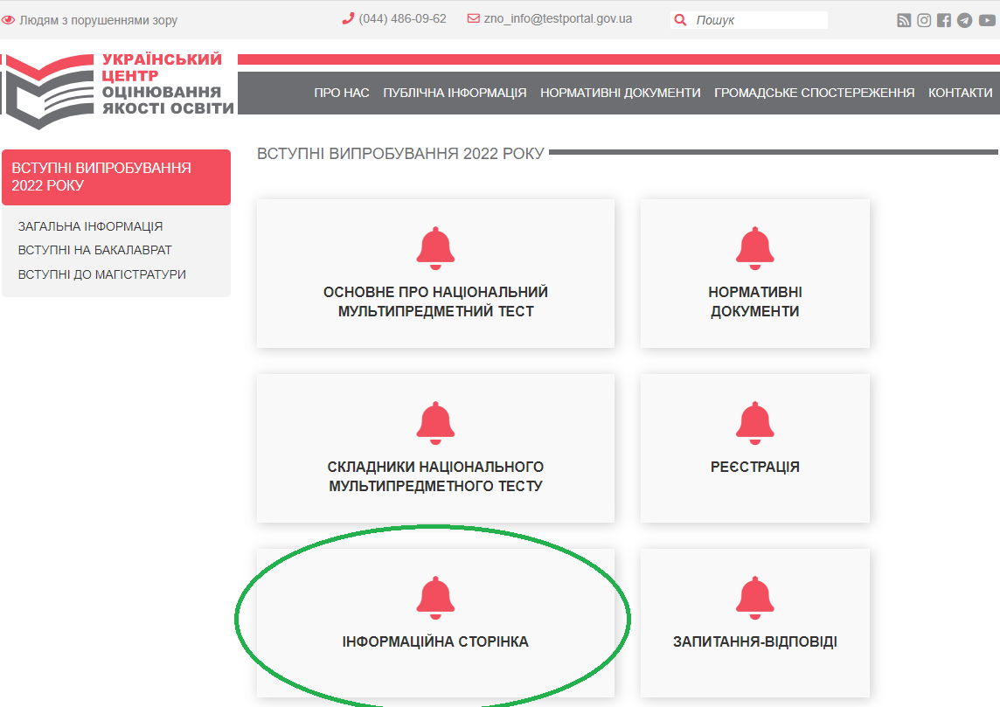 Людям з порушеннями зору
(044) 486-09-62
zno_info@testportal.gov.ua
Пошук
УКРАЇНСЬКИЙ
ЦЕНТР
ОЦІНЮВАННЯ
ЯКОСТІ ОСВІТИ
ПРО НАС ПУБЛІЧНА ІНФОРМАЦІЯ НОРМАТИВНІ ДОКУМЕНТИ ГРОМАДСЬКЕ СПОСТЕРЕЖЕННЯ КОНТАКТИ
ВСТУПНІ ВИПРОБУВАННЯ
2022 РОКУ
ЗАГАЛЬНА ІНФОРМАЦІЯ
ВСТУПНІ НА БАКАЛАВРАТ
ВСТУПНІ ДО МАГІСТРАТУРИ
ВСТУПНІ ВИПРОБУВАННЯ 2022 РОКУ
ОСНОВНЕ ПРО НАЦІОНАЛЬНИЙ
МУЛЬТИПРЕДМЕТНИЙ ТЕСТ
НОРМАТИВНІ
ДОКУМЕНТИ
СКЛАДНИКИ НАЦІОНАЛЬНОГО
МУЛЬТИПРЕДМЕТНОГО ТЕСТУ
РЕЄСТРАЦІЯ
ІНФОРМАЦІЙНА СТОРІНКА
ЗАПИТАННЯ-ВІДПОВІДІ